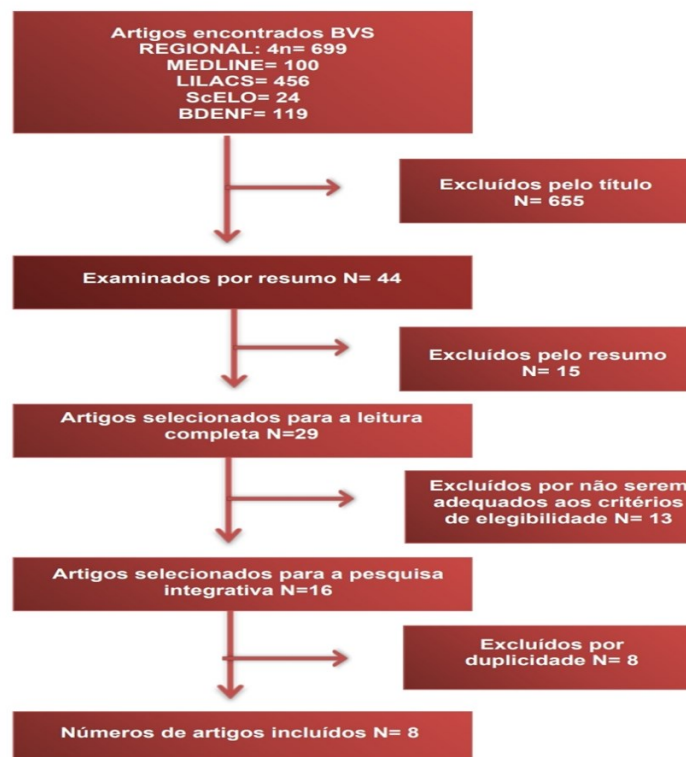 Artigos encontrados BVS
REGIONAL: 4n= 699
MEDLINE= 100
LILACS= 456
ScELO= 24
BDENF= 119
Excluídos pelo título
N= 655
Examinados por resumo N= 44
Excluídos pelo resumo
N= 15
Artigos selecionados para a leitura
completa N=29
Excluídos por não serem
adequados aos critérios
de elegibilidade N= 13
Artigos selecionados para a pesquisa
integrativa N=16
Excluídos por
duplicidade N= 8
Números de artigos incluídos N= 8